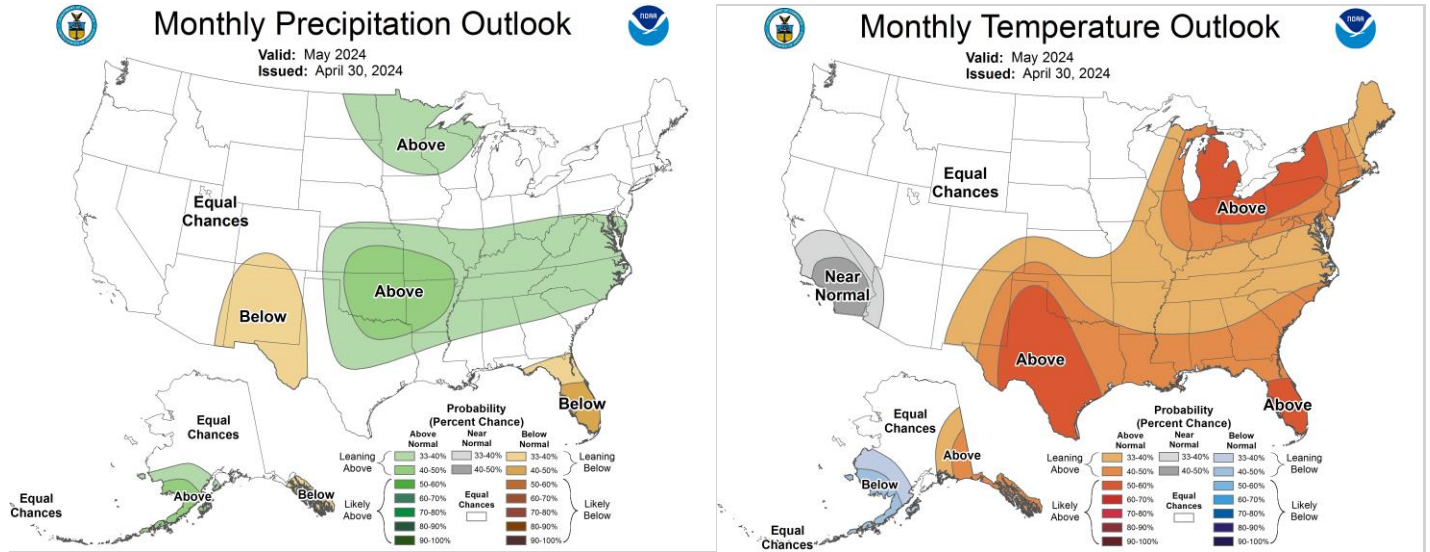 Monthly Precipitation Outlook
Valid: May 2024
Issued: April 30, 2024
Above
Equal
Chances
Above
Below
Below
Equal
Chances
Above
Below
Equal
Chances
Probability
(Percent Chance)
Above
Normal
Near
Normal
Below
Normal
Leaning
Above
33-40%
33-40%
33-40%
Leaning
Below
40-50%
40-50%
40-50%
Likely
Above
50-60%
50-60%
Likely
Below
60-70%
60-70%
Equal
Chances
70-80%
70-80%
80-90%
80-90%
90-100%
90-100%
NOAA
Monthly Temperature Outlook
Valid: May 2024
Issued: April 30, 2024
NOAA
Equal
Chances
Above
Near
Normal
Above
Above
Equal
Chances
Above
Below
Equal
Chances
Probability
(Percent Chance)
Above
Normal
Near
Normal
Below
Normal
Leaning
Above
33-40%
33-40%
33-40%
Leaning
Below
40-50%
40-50%
40-50%
Likely
Above
50-60%
50-60%
Likely
Below
60-70%
60-70%
Equal
Chances
70-80%
70-80%
80-90%
80-90%
90-100%
90-100%